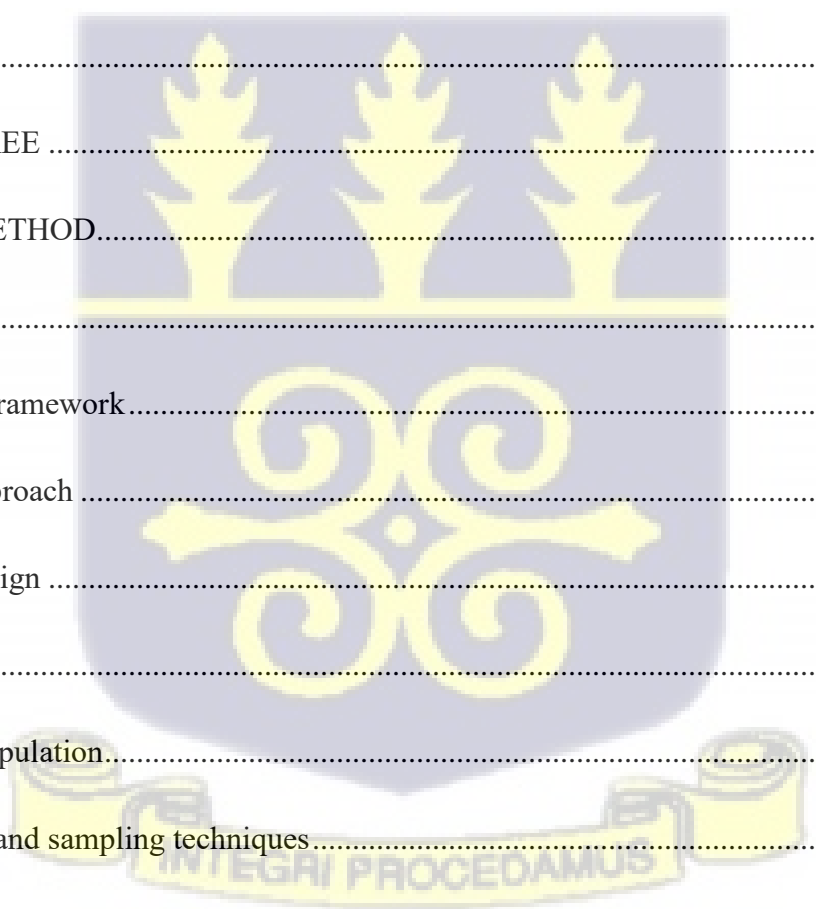 ...........................................................................................................
EE ..................................................................................................
ETHOD...........................................................................................
...........................................................................................................
ramework......................................................................................
proach ............................................................................................
ign ..................................................................................................
...........................................................................................................
pulation.........................................................................................
and sampling techniques...............................................................
INTEGRI PROCEDAMUS